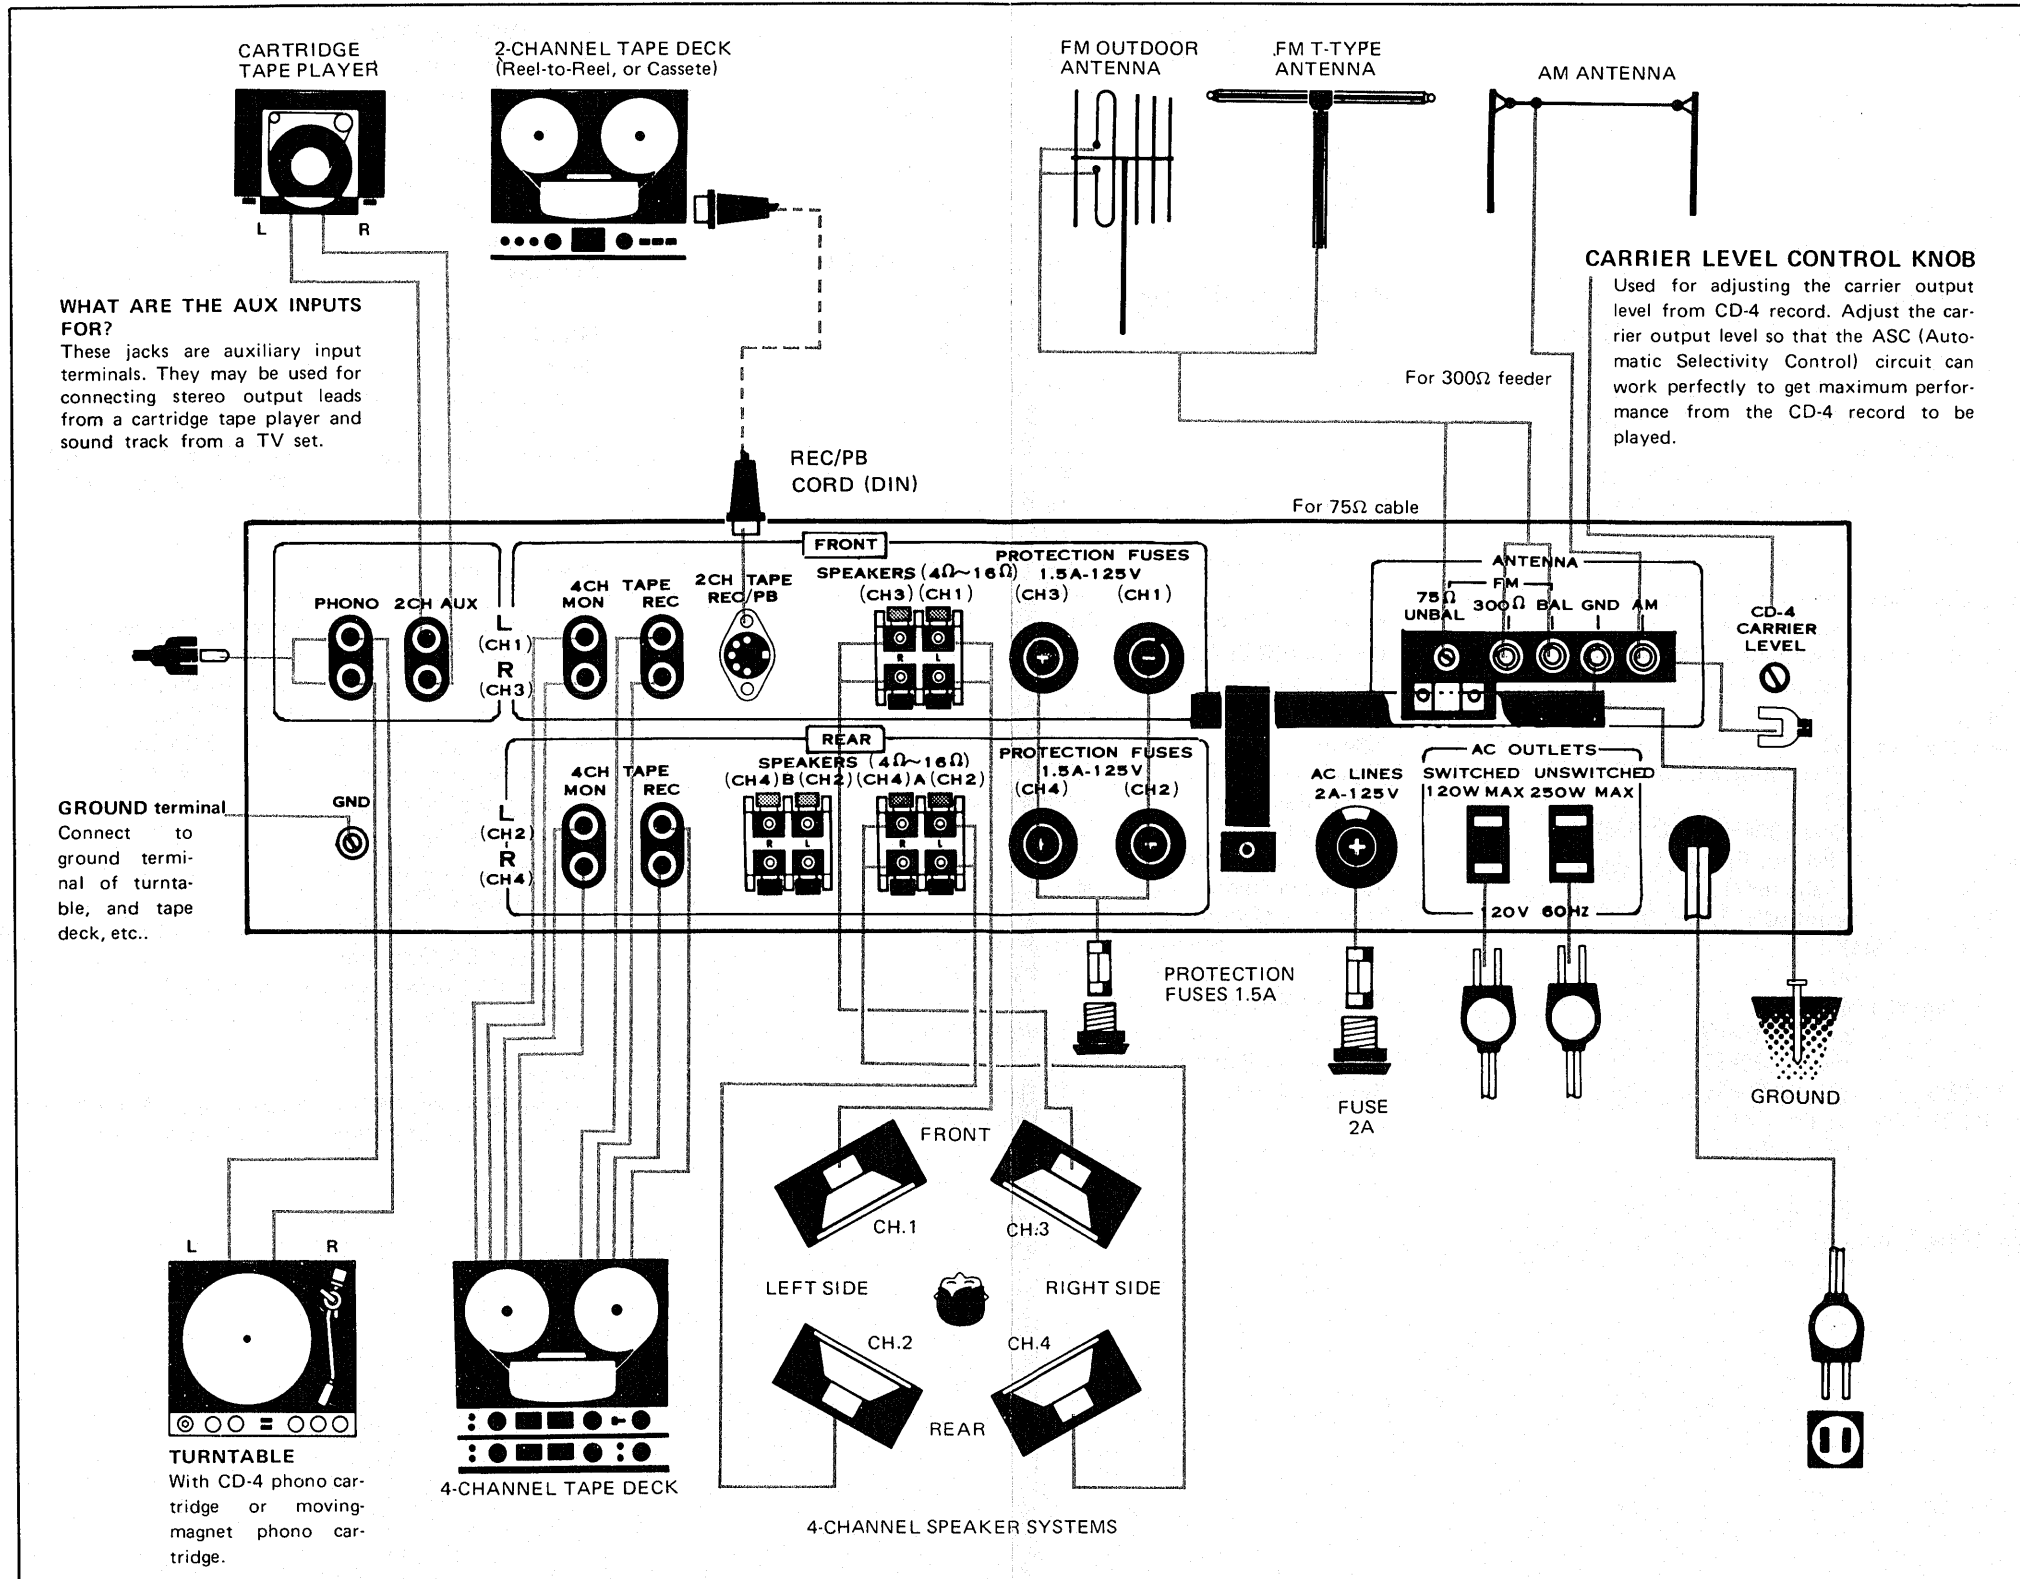 CARTRIDGE
TAPE PLAYER
L
R
2-CHANNEL TAPE DECK
(Reel-to-Reel, or Cassete)
FM OUTDOOR
ANTENNA
FM T-TYPE
ANTENNA
AM ANTENNA
CARRIER LEVEL CONTROL KNOB
Used for adjusting the carrier output
level from CD-4 record. Adjust the car-
rier output level so that the ASC (Auto-
matic Selectivity Control) circuit can
work perfectly to get maximum perfor-
mance from the CD-4 record to be
played.
WHAT ARE THE AUX INPUTS
FOR?
These jacks are auxiliary input
terminals. They may be used for
connecting stereo output leads
from a cartridge tape player and
sound track from a TV set.
For 300Ω feeder
REC/PB
CORD (DIN)
For 75Ω cable
PHONO
2CH AUX
L
(CH1)
R
(CH3)
FRONT
4CH TAPE
MON
REC
2CH TAPE
REC/PB
SPEAKERS (4Ω~16Ω)
(CH3) (CH1)
R
L
PROTECTION FUSES
1.5A-125V
(CH3)
(CH1)
ANTENNA
FM
75Ω
UNBAL
300Ω
BAL
GND
AM
CD-4
CARRIER
LEVEL
REAR
4CH TAPE
MON
REC
L
(CH2)
R
(CH4)
SPEAKERS (4Ω~16Ω)
(CH4) B (CH2)
(CH4) A (CH2)
R
L
R
L
PROTECTION FUSES
1.5A-125V
(CH4)
(CH2)
AC LINES
2A-125V
AC OUTLETS
SWITCHED
120W MAX
UNSWITCHED
250W MAX
120V 60HZ
GND
GROUND terminal
Connect to
ground termi-
nal of turnta-
ble, and tape
deck, etc..
PROTECTION
FUSES 1.5A
FUSE
2A
GROUND
FRONT
CH.1
CH.3
LEFT SIDE
RIGHT SIDE
CH.2
CH.4
REAR
4-CHANNEL SPEAKER SYSTEMS
L
R
TURNTABLE
With CD-4 phono car-
tridge or moving-
magnet phono car-
tridge.
4-CHANNEL TAPE DECK